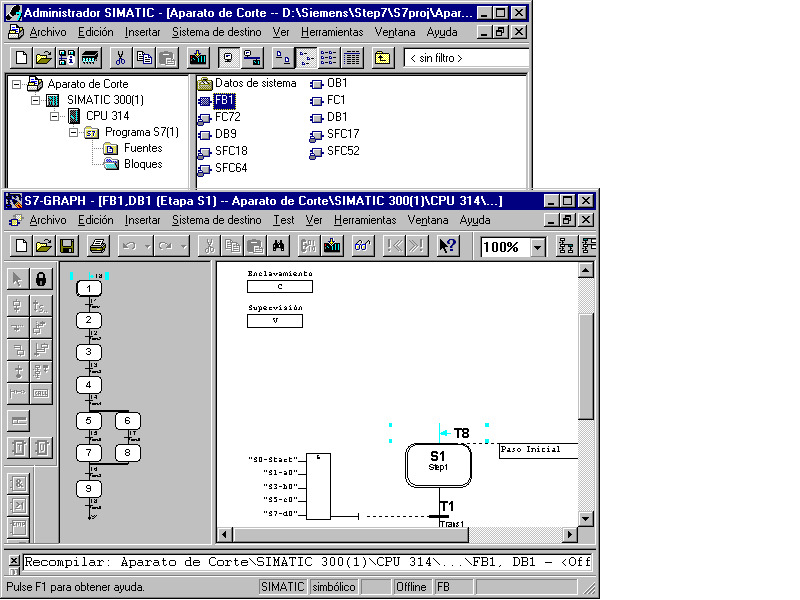 Administrador SIMATIC - [Aparato de Corte -- D:\Siemens\Step7\S7proj\Apar...
Archivo Edición Insertar Sistema de destino Ver Herramientas Ventana Ayuda
< sin filtro >
Aparato de Corte
SIMATIC 300(1)
CPU 314
Programa S7(1)
Fuentes
Bloques
Datos de sistema OB1
FB1 FC1
FC72 DB1
DB9 SFC17
SFC18 SFC52
SFC64
S7-GRAPH - [FB1,DB1 (Etapa S1) -- Aparato de Corte\SIMATIC 300(1)\CPU 314\...]
Archivo Edición Insertar Sistema de destino Test Ver Herramientas Ventana Ayuda
100%
1
2
3
4
5 6
7 8
9
Enclavamiento
C
Supervisión
V
T8
S1
Step1
Paso Inicial
&
"S0-Start"
"S1-a0"
"S3-b0"
"S5-c0"
"S7-d0"
T1
Trans1
Recompilar: Aparato de Corte\SIMATIC 300(1)\CPU 314\...\FB1, DB1 - <Off
Pulse F1 para obtener ayuda. SIMATIC simbólico Offline FB